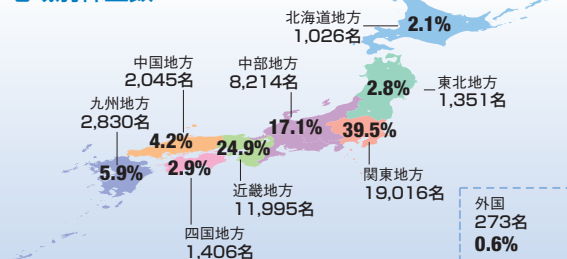 北海道地方
1,026名
2.1%
中国地方
2,045名
4.2%
中部地方
8,214名
17.1%
東北地方
1,351名
2.8%
九州地方
2,830名
5.9%
24.9%
近畿地方
11,995名
39.5%
関東地方
19,016名
2.9%
四国地方
1,406名
外国
273名
0.6%